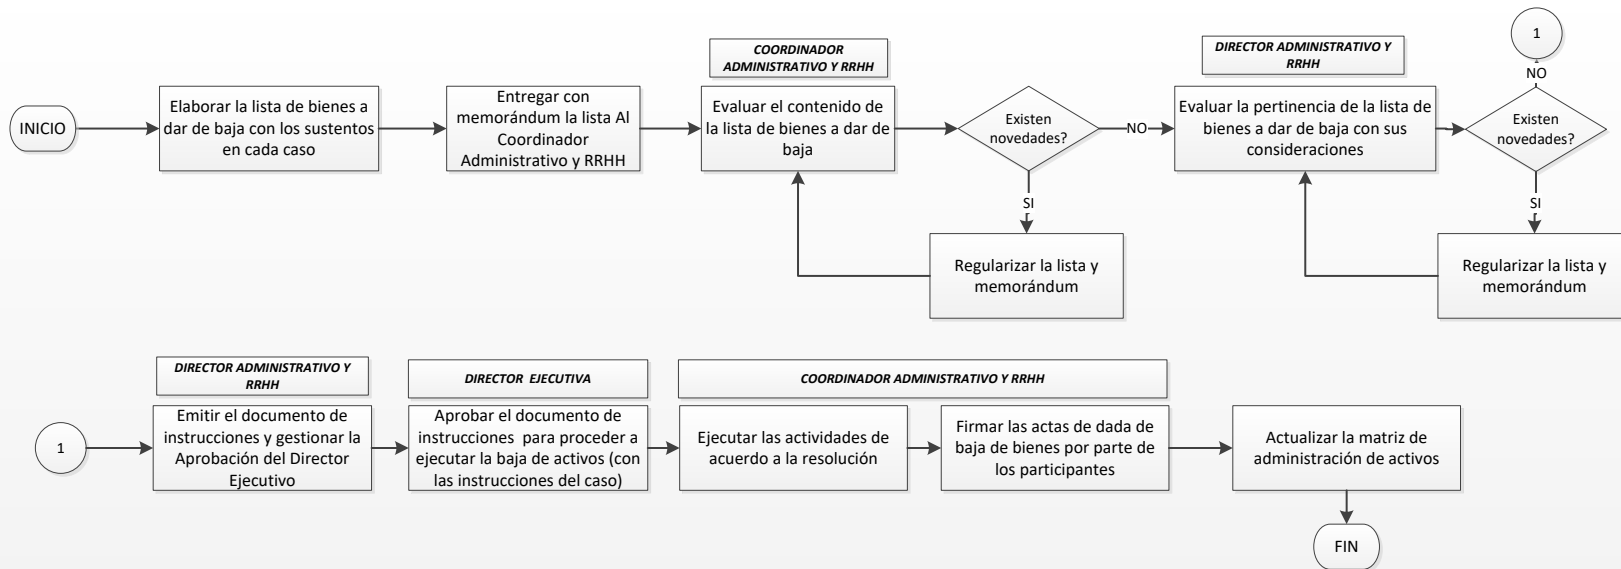 INICIO
Elaborar la lista de bienes a
dar de baja con los sustentos
en cada caso
Entregar con
memorándum la lista Al
Coordinador
Administrativo y RRHH
COORDINADOR
ADMINISTRATIVO Y RRHH
Evaluar el contenido de
la lista de bienes a dar de
baja
Existen
novedades?
NO
SI
Regularizar la lista y
memorándum
DIRECTOR ADMINISTRATIVO Y
RRHH
Evaluar la pertinencia de la lista de
bienes a dar de baja con sus
consideraciones
1
NO
Existen
novedades?
SI
Regularizar la lista y
memorándum
1
DIRECTOR ADMINISTRATIVO Y
RRHH
Emitir el documento de
instrucciones y gestionar la
Aprobación del Director
Ejecutivo
DIRECTOR EJECUTIVA
Aprobar el documento de
instrucciones para proceder a
ejecutar la baja de activos (con
las instrucciones del caso)
COORDINADOR ADMINISTRATIVO Y RRHH
Ejecutar las actividades de
acuerdo a la resolución
Firmar las actas de dada de
baja de bienes por parte de
los participantes
Actualizar la matriz de
administración de activos
FIN